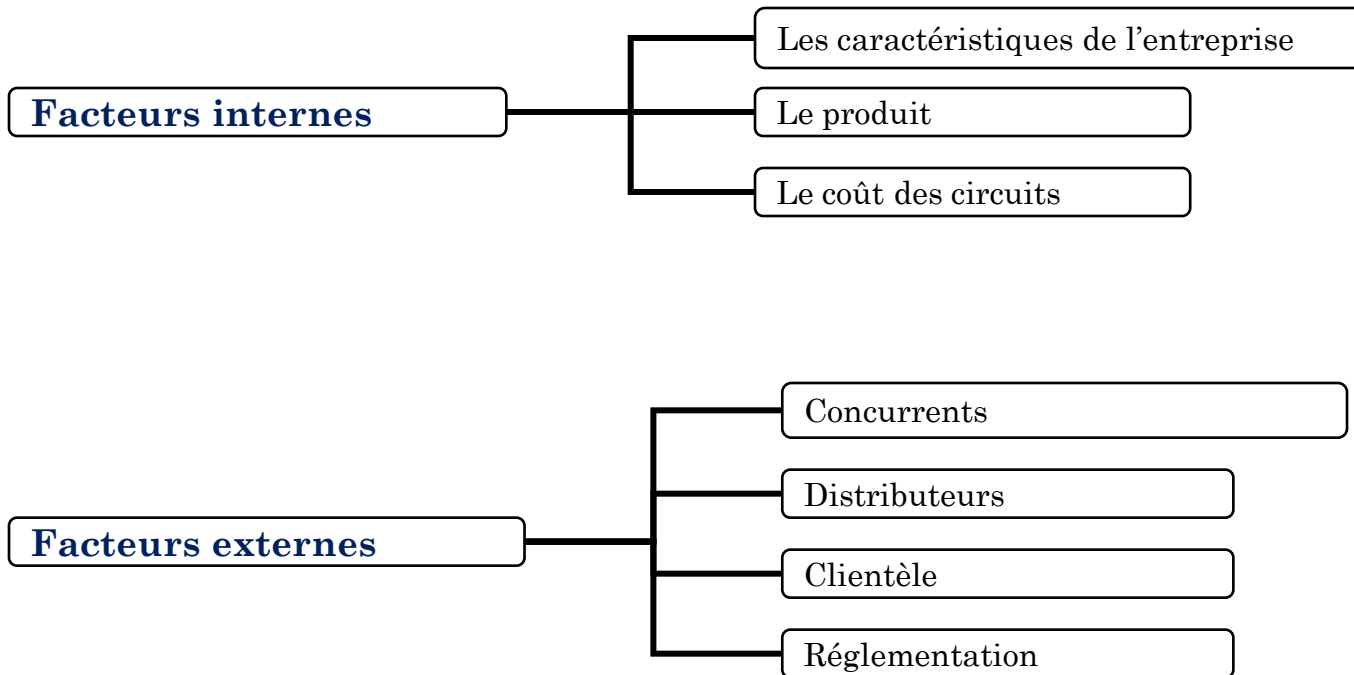 Les caractéristiques de l’entreprise
Facteurs internes
Le produit
Le coût des circuits
Concurrents
Distributeurs
Facteurs externes
Clientèle
Réglementation